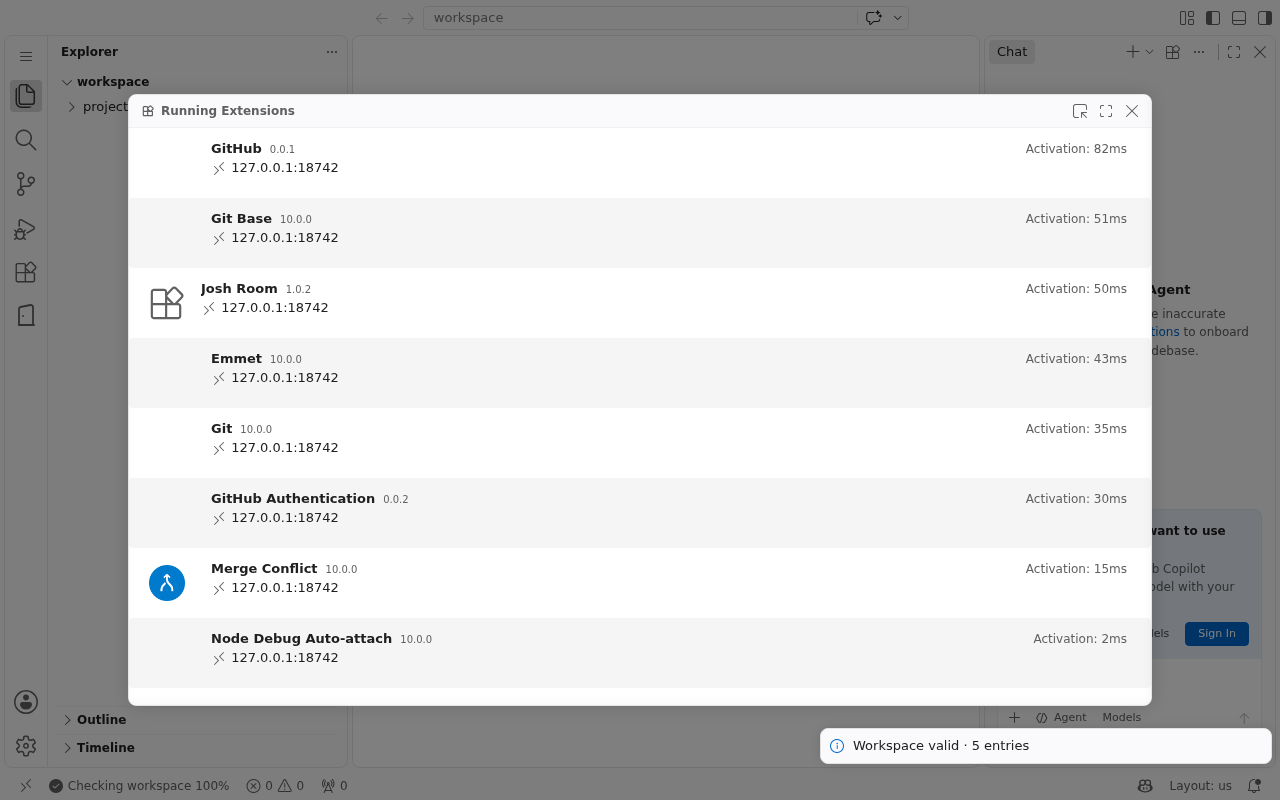 workspace
Explorer
workspace
project
Chat
Running Extensions
GitHub 0.0.1
Activation: 82ms
127.0.0.1:18742
Git Base 10.0.0
Activation: 51ms
127.0.0.1:18742
Josh Room 1.0.2
Activation: 50ms
127.0.0.1:18742
Emmet 10.0.0
Activation: 43ms
127.0.0.1:18742
Git 10.0.0
Activation: 35ms
127.0.0.1:18742
GitHub Authentication 0.0.2
Activation: 30ms
127.0.0.1:18742
Merge Conflict 10.0.0
Activation: 15ms
127.0.0.1:18742
Node Debug Auto-attach 10.0.0
Activation: 2ms
127.0.0.1:18742
Agent
e inaccurate
tions to onboard
debase.
want to use
b Copilot
odel with your
dels
Sign In
Agent Models
Outline
Timeline
Workspace valid · 5 entries
Checking workspace 100% 0 0 0
Layout: us